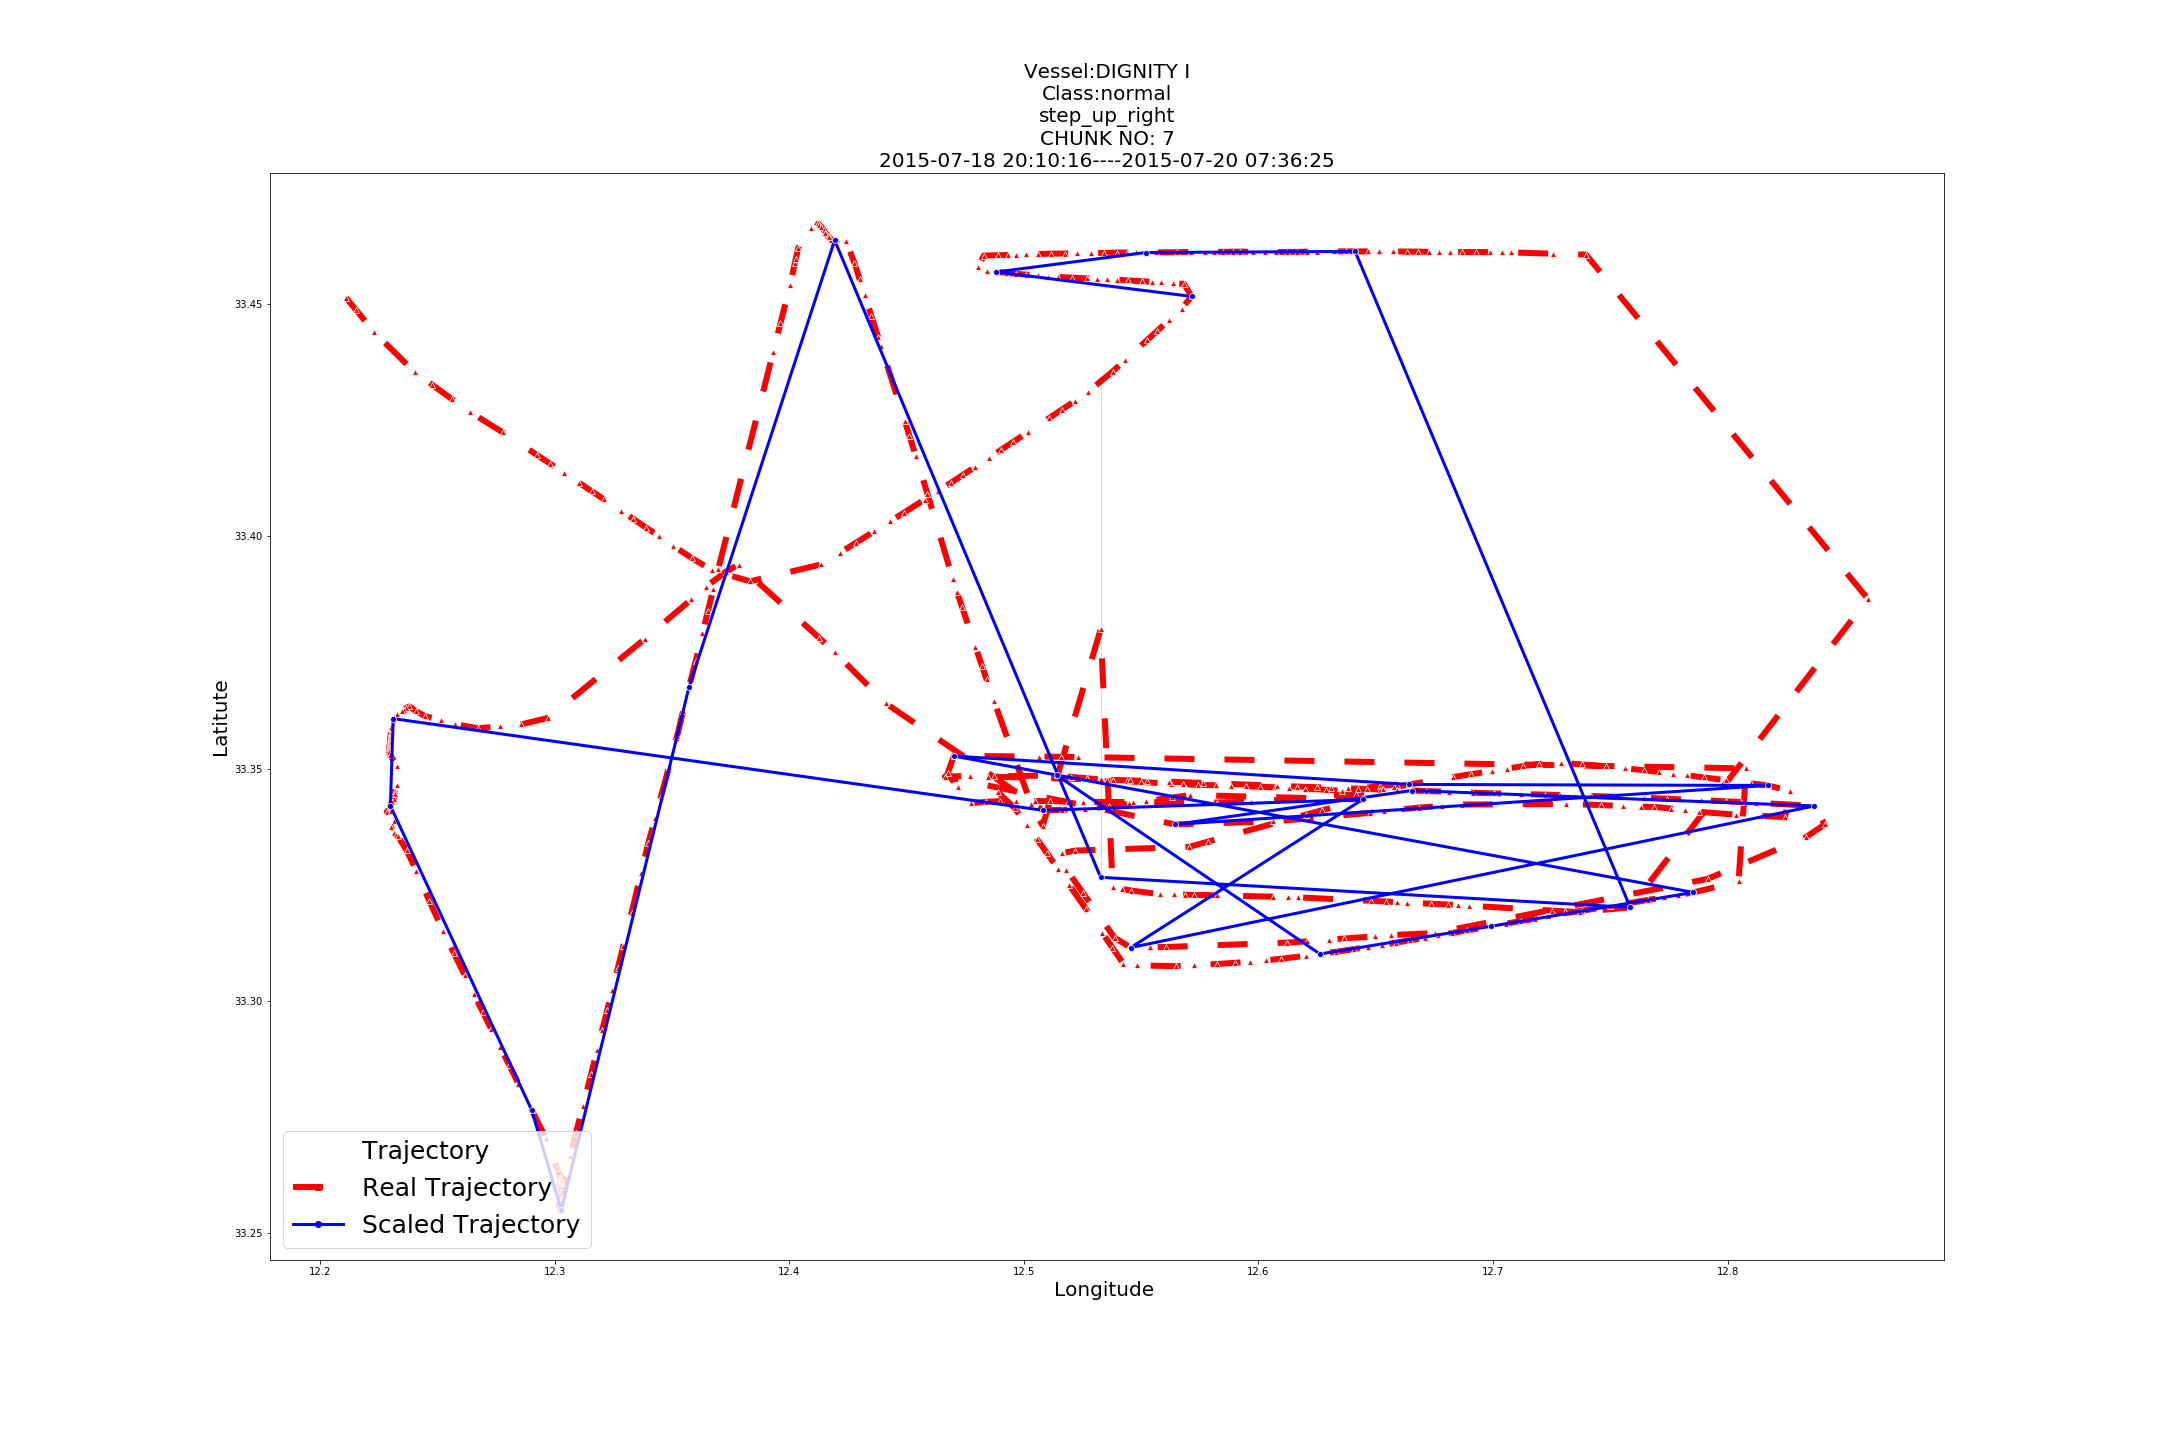 Vessel:DIGNITY I
Class:normal
step_up_right
CHUNK NO: 7
2015-07-18 20:10:16----2015-07-20 07:36:25
33.45
33.40
33.35
33.30
33.25
Latitute
Trajectory
Real Trajectory
Scaled Trajectory
12.2
12.3
12.4
12.5
12.6
12.7
12.8
Longitude